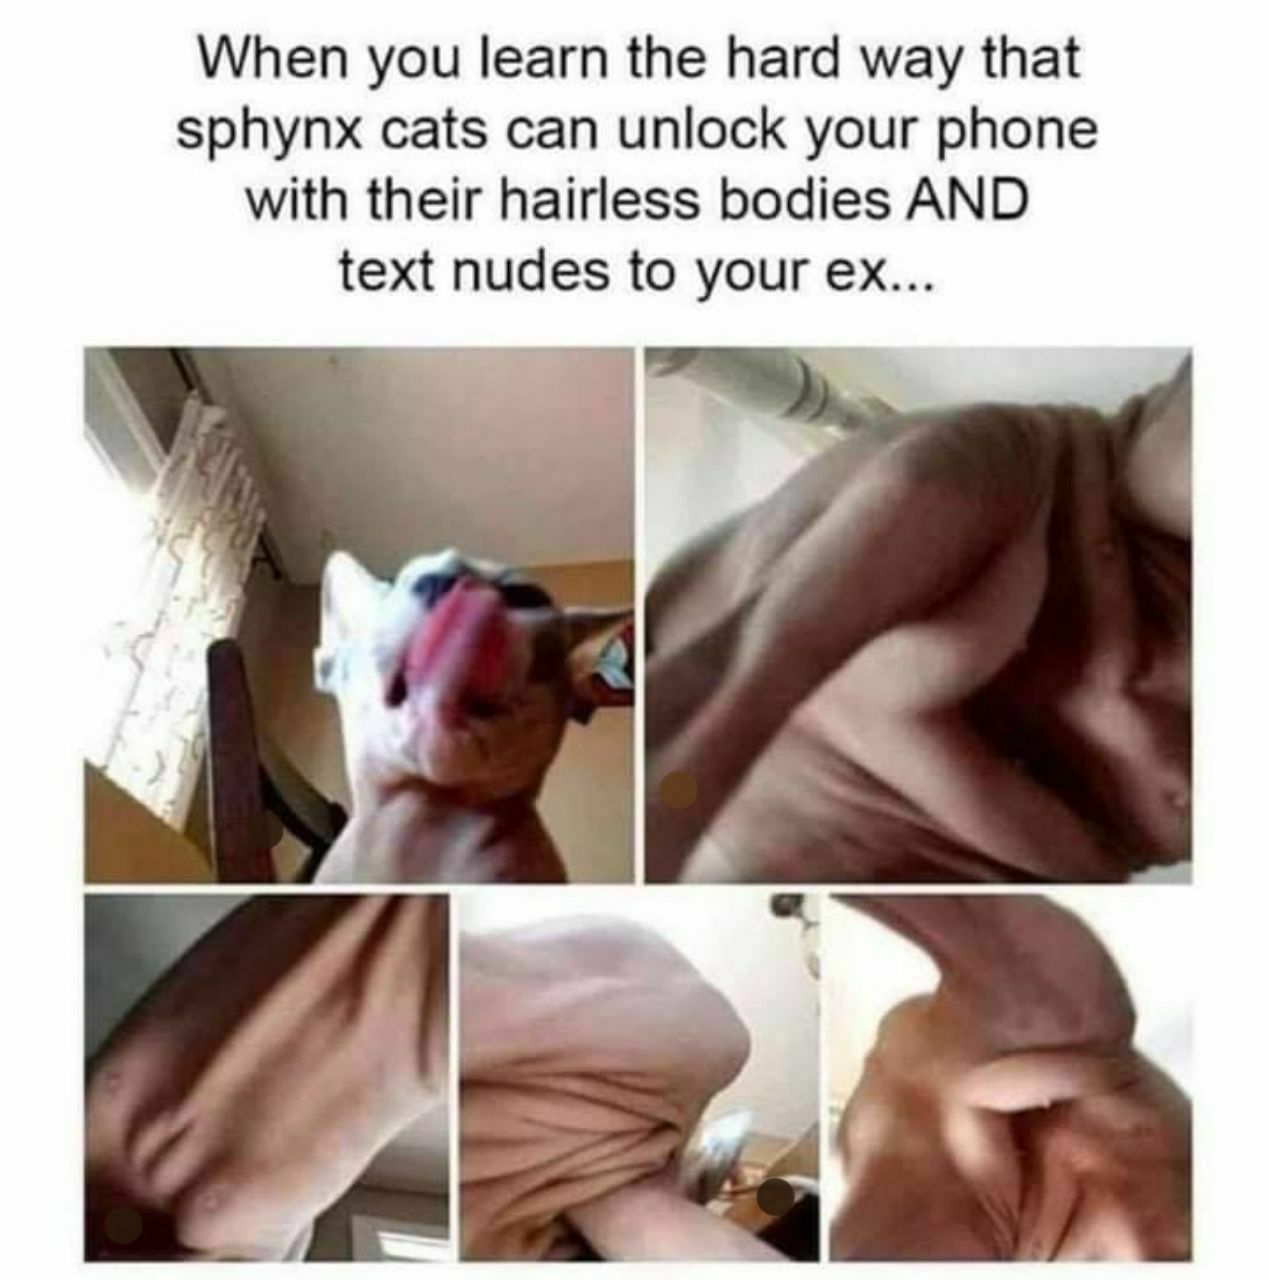 When you learn the hard way that
sphynx cats can unlock your phone
with their hairless bodies AND
text nudes to your ex...